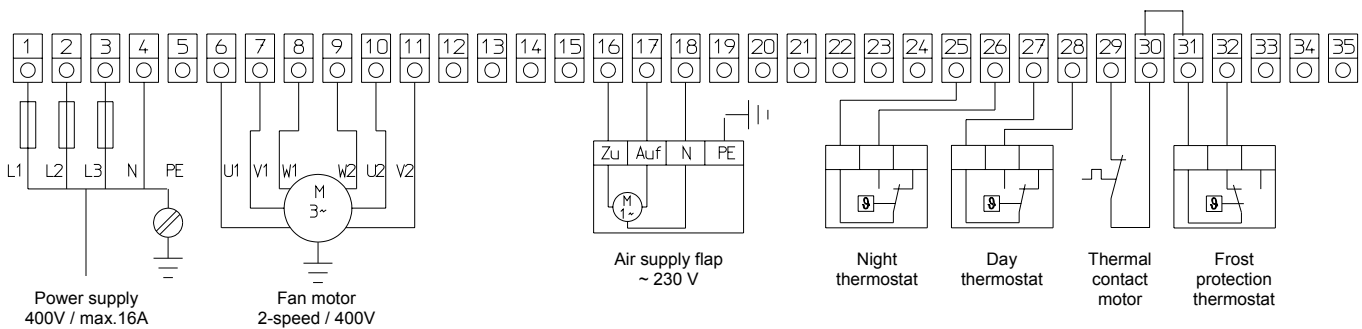 1 2 3 4 5 6 7 8 9 10 11 12 13 14 15 16 17 18 19 20 21 22 23 24 25 26 27 28 29 30 31 32 33 34 35
L1 L2 L3 N PE U1 V1 W1 W2 U2 V2
M
3~
Zu Auf N PE
M
1~
ϑ ϑ ϑ
Power supply
400V / max.16A
Fan motor
2-speed / 400V
Air supply flap
~ 230 V
Night
thermostat
Day
thermostat
Thermal
contact
motor
Frost
protection
thermostat